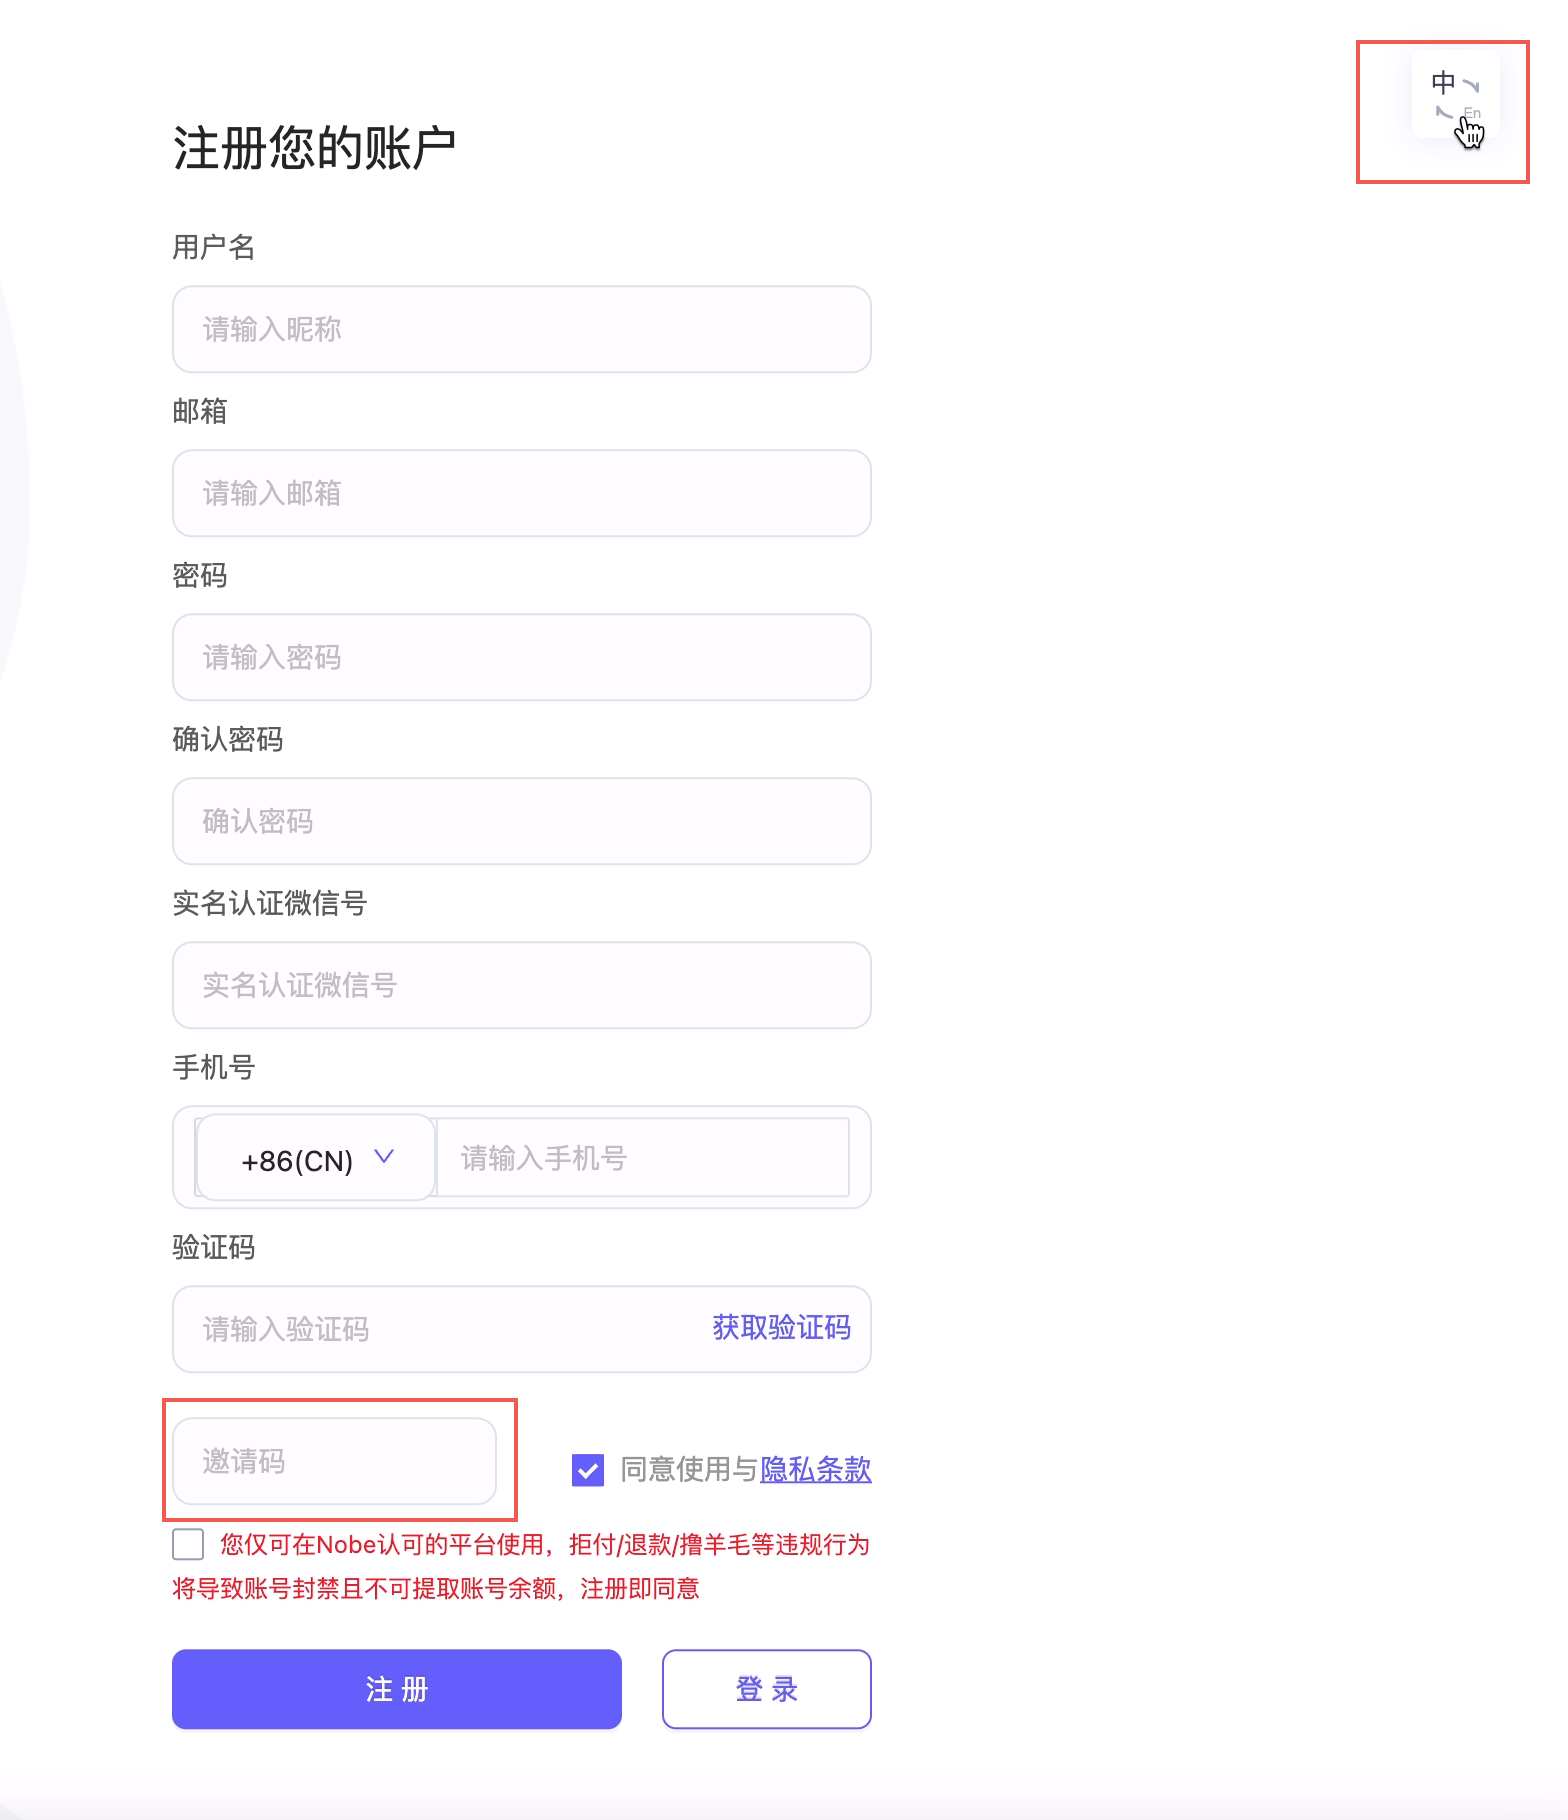 中
En
注册您的账户
用户名
请输入昵称
邮箱
请输入邮箱
密码
请输入密码
确认密码
确认密码
实名认证微信号
实名认证微信号
手机号
+86(CN) 请输入手机号
验证码
请输入验证码 获取验证码
邀请码 同意使用与隐私条款
您仅可在Nobe认可的平台使用，拒付/退款/撸羊毛等违规行为
将导致账号封禁且不可提取账号余额，注册即同意
注 册 登 录